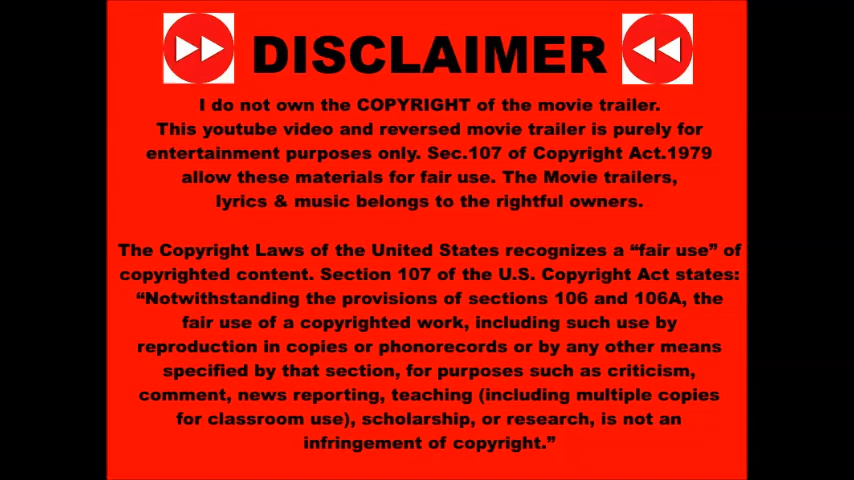 DISCLAIMER
I do not own the COPYRIGHT of the movie trailer.
This youtube video and reversed movie trailer is purely for
entertainment purposes only. Sec.107 of Copyright Act.1979
allow these materials for fair use. The Movie trailers,
lyrics & music belongs to the rightful owners.
The Copyright Laws of the United States recognizes a “fair use” of
copyrighted content. Section 107 of the U.S. Copyright Act states:
“Notwithstanding the provisions of sections 106 and 106A, the
fair use of a copyrighted work, including such use by
reproduction in copies or phonorecords or by any other means
specified by that section, for purposes such as criticism,
comment, news reporting, teaching (including multiple copies
for classroom use), scholarship, or research, is not an
infringement of copyright.”